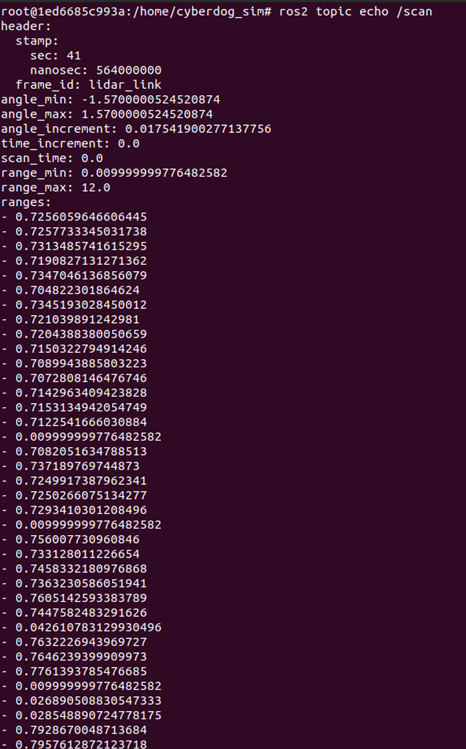 root@1ed6685c993a:/home/cyberdog_sim# ros2 topic echo /scan
header:
  stamp:
    sec: 41
    nanosec: 564000000
  frame_id: lidar_link
angle_min: -1.5700000524520874
angle_max: 1.5700000524520874
angle_increment: 0.017541900277137756
time_increment: 0.0
scan_time: 0.0
range_min: 0.009999999776482582
range_max: 12.0
ranges:
- 0.7256059646606445
- 0.7257733345031738
- 0.7313485741615295
- 0.7190827131271362
- 0.7347046136856079
- 0.704822301864624
- 0.7345193028450012
- 0.721039891242981
- 0.7204388380050659
- 0.7150322794914246
- 0.7089943885803223
- 0.7072808146476746
- 0.7142963409423828
- 0.7153134942054749
- 0.7122541666030884
- 0.009999999776482582
- 0.7082051634788513
- 0.737189769744873
- 0.7249917387962341
- 0.7250266075134277
- 0.7293410301208496
- 0.009999999776482582
- 0.756007730960846
- 0.733128011226654
- 0.7458332180976868
- 0.7363230586051941
- 0.7605142593383789
- 0.7447582483291626
- 0.042610783129930496
- 0.7632226943969727
- 0.7646239399909973
- 0.7761393785476685
- 0.009999999776482582
- 0.026890508830547333
- 0.028548890724778175
- 0.7928670048713684
- 0.7957612872123718